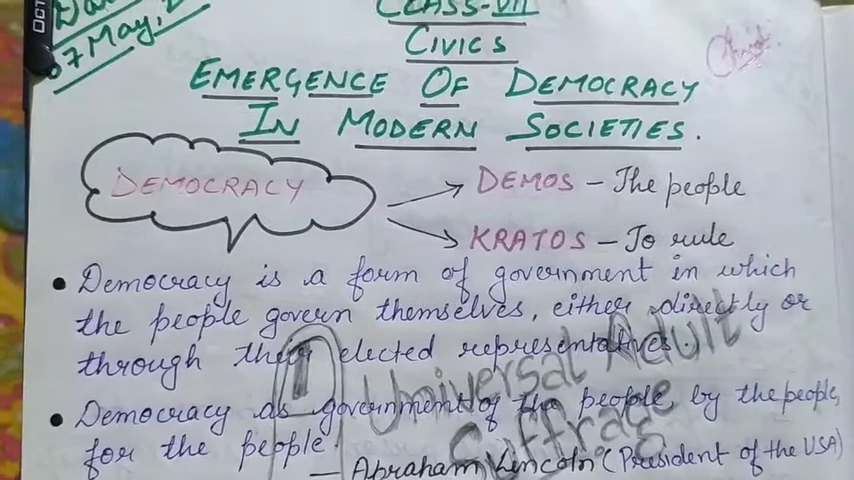 CLASS-VII
07 May,
CIVICS
EMERGENCE OF DEMOCRACY
IN MODERN SOCIETIES.
DEMOCRACY
DEMOS - The people
KRATOS - To rule
• Democracy is a form of government in which
the people govern themselves, either directly or
through their elected representatives.
• Democracy as government of the people, by the people,
for the people.
- Abraham Lincoln (President of the USA)
Universal Adult
Suffrage